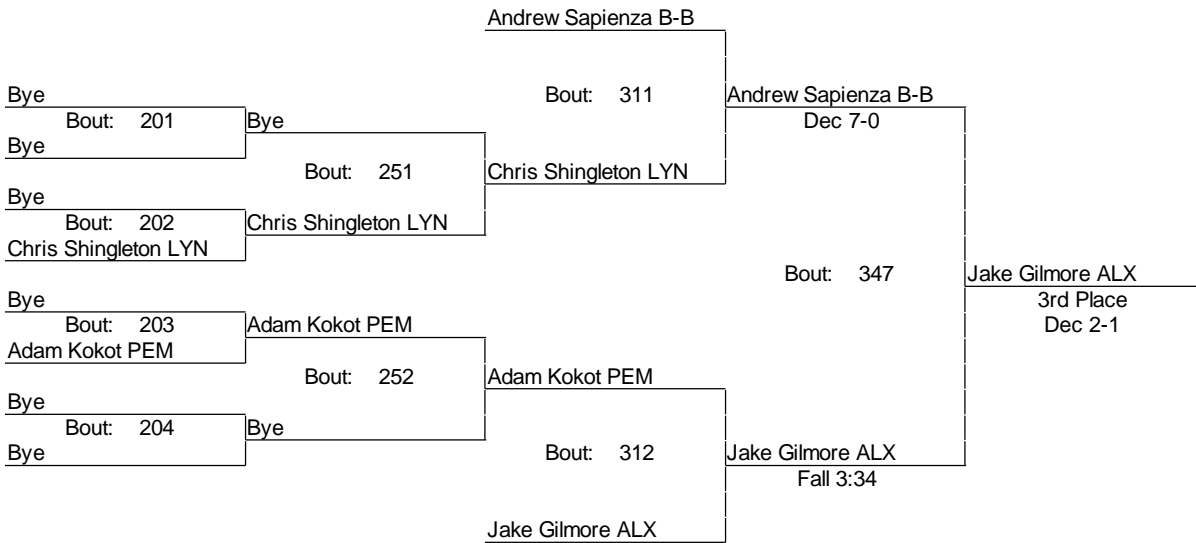 Andrew Sapienza B-B
Bye
Bout: 311
Andrew Sapienza B-B
Bout: 201
Bye
Dec 7-0
Bye
Bout: 251
Chris Shingleton LYN
Bye
Bout: 202
Chris Shingleton LYN
Chris Shingleton LYN
Bout: 347
Jake Gilmore ALX
Bye
3rd Place
Bout: 203
Adam Kokot PEM
Dec 2-1
Adam Kokot PEM
Bout: 252
Adam Kokot PEM
Bye
Bout: 204
Bye
Bye
Bout: 312
Jake Gilmore ALX
Fall 3:34
Jake Gilmore ALX